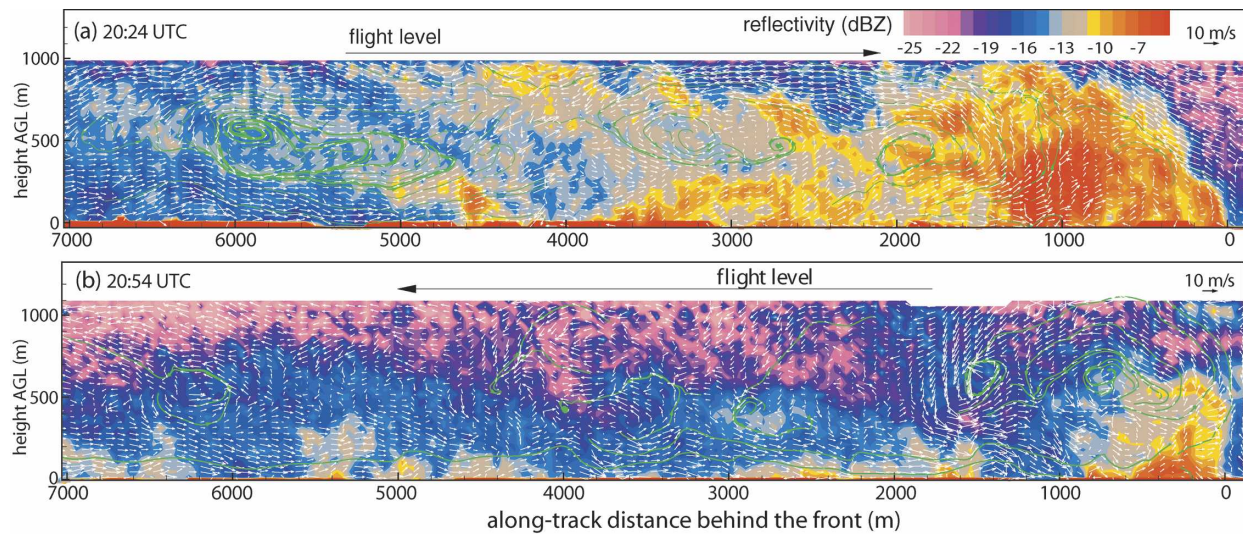 (a) 20:24 UTC
flight level
reflectivity (dBZ)
-25 -22 -19 -16 -13 -10 -7
10 m/s
height AGL (m)
1000
500
0
7000 6000 5000 4000 3000 2000 1000 0
(b) 20:54 UTC
flight level
10 m/s
height AGL (m)
1000
500
0
7000 6000 5000 4000 3000 2000 1000 0
along-track distance behind the front (m)